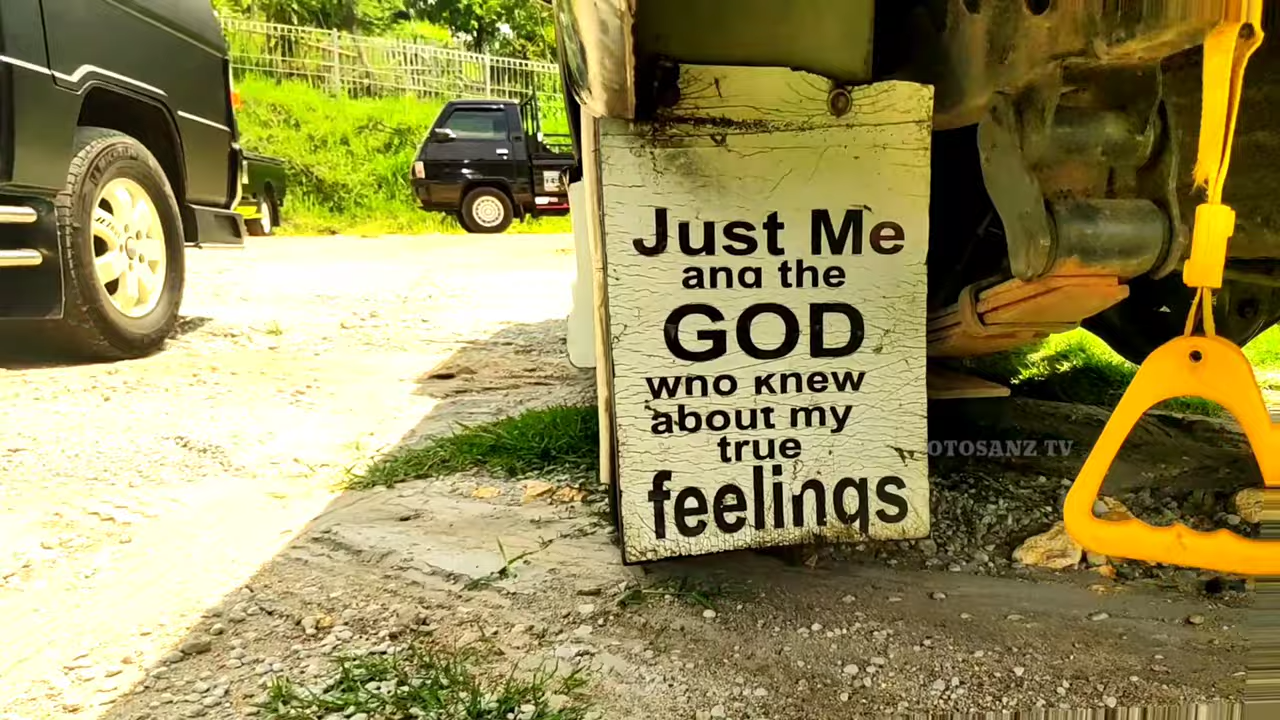 Just Me
and the
GOD
who knew
about my
true
feelings
OTOSANZ TV